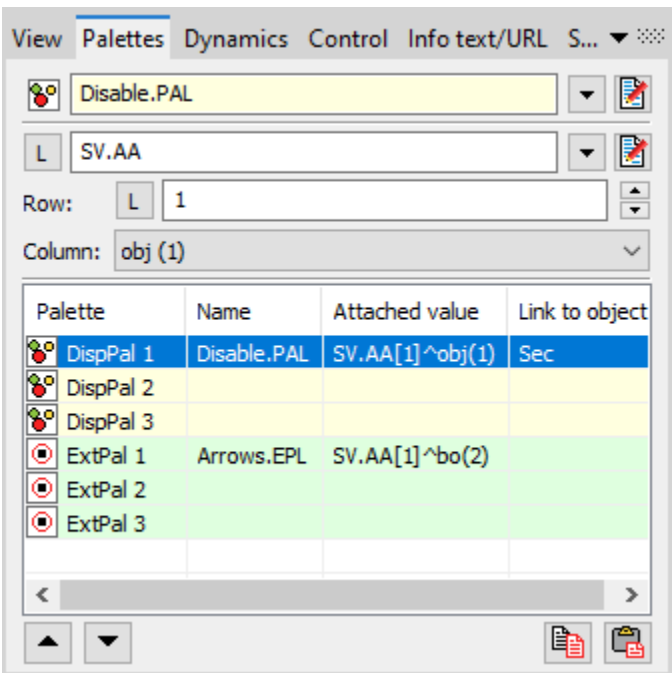 View Palettes Dynamics Control Info text/URL S...
Disable.PAL
L SV.AA
Row: L 1
Column: obj (1)
Palette Name Attached value Link to object
DispPal 1 Disable.PAL SV.AA[1]^obj(1) Sec
DispPal 2
DispPal 3
ExtPal 1 Arrows.EPL SV.AA[1]^bo(2)
ExtPal 2
ExtPal 3